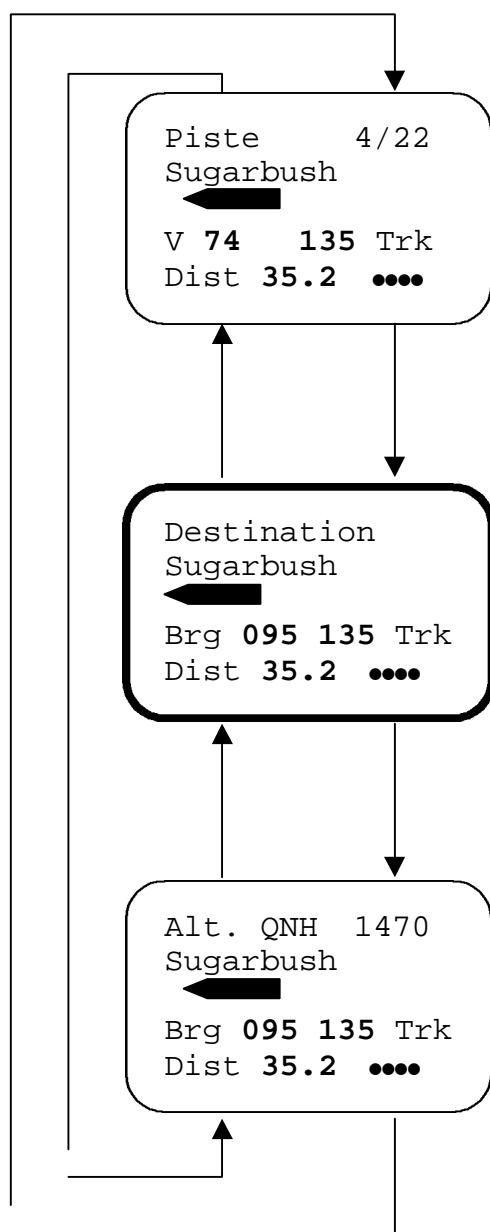 Piste 4/22
Sugarbush
V 74 135 Trk
Dist 35.2 ●●●●
Destination
Sugarbush
Brg 095 135 Trk
Dist 35.2 ●●●●
Alt. QNH 1470
Sugarbush
Brg 095 135 Trk
Dist 35.2 ●●●●